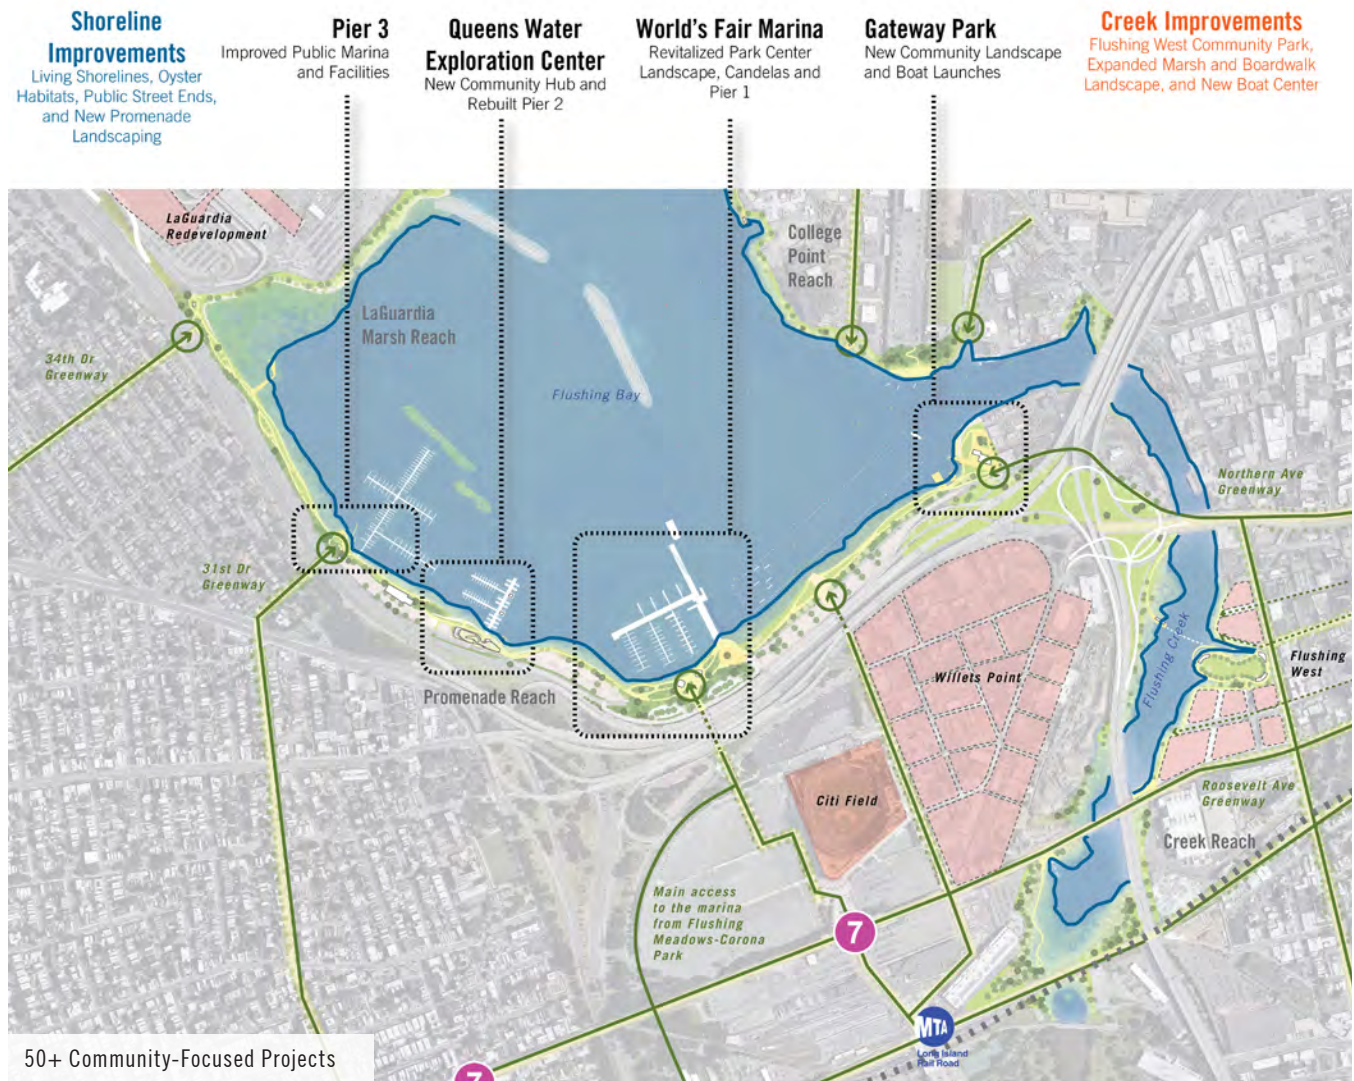 Shoreline
Improvements
Living Shorelines, Oyster
Habitats, Public Street Ends,
and New Promenade
Landscaping
Pier 3
Improved Public Marina
and Facilities
Queens Water
Exploration Center
New Community Hub and
Rebuilt Pier 2
World's Fair Marina
Revitalized Park Center
Landscape, Candelas and
Pier 1
Gateway Park
New Community Landscape
and Boat Launches
Creek Improvements
Flushing West Community Park,
Expanded Marsh and Boardwalk
Landscape, and New Boat Center
LaGuardia
Redevelopment
College
Point
Reach
LaGuardia
Marsh Reach
34th Dr
Greenway
Flushing Bay
Northern Ave
Greenway
31st Dr
Greenway
Flushing Creek
Flushing
West
Willets Point
Promenade Reach
Citi Field
Roosevelt Ave
Greenway
Creek Reach
Main access
to the marina
from Flushing
Meadows-Corona
Park
7
MTA
Long Island
Rail Road
50+ Community-Focused Projects
7